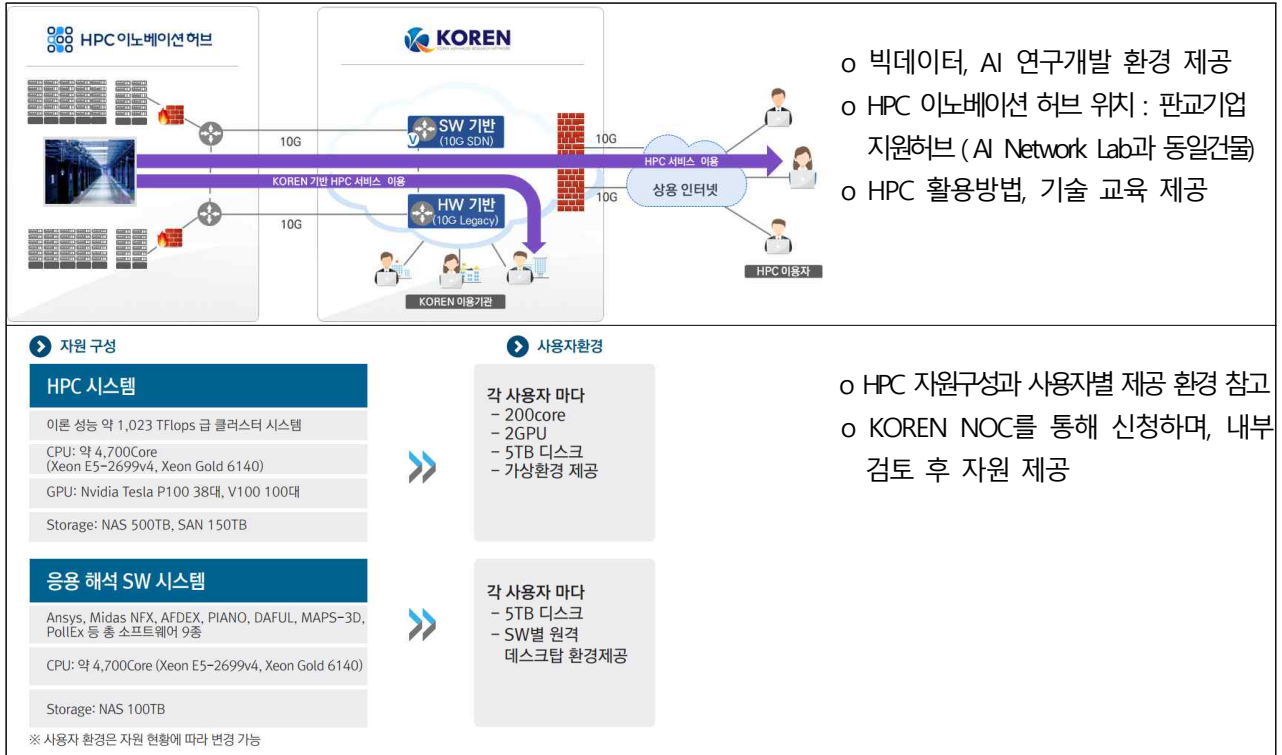 HPC 이노베이션 허브
KOREN
KOREA ADVANCED RESEARCH NETWORK
SW 기반
(10G SDN)
V
10G
10G
HPC 서비스 이용
KOREN 기반 HPC 서비스 이용
상용 인터넷
HW 기반
(10G Legacy)
10G
10G
HPC 이용자
KOREN 이용기관
o 빅데이터, AI 연구개발 환경 제공
o HPC 이노베이션 허브 위치 : 판교기업
지원허브 ( AI Network Lab과 동일건물)
o HPC 활용방법, 기술 교육 제공
자원 구성
HPC 시스템
이론 성능 약 1,023 TFlops 급 클러스터 시스템
CPU: 약 4,700Core
(Xeon E5-2699v4, Xeon Gold 6140)
GPU: Nvidia Tesla P100 38대, V100 100대
Storage: NAS 500TB, SAN 150TB
사용자환경
각 사용자 마다
- 200core
- 2GPU
- 5TB 디스크
- 가상환경 제공
응용 해석 SW 시스템
Ansys, Midas NFX, AFDEX, PIANO, DAFUL, MAPS-3D,
PollEx 등 총 소프트웨어 9종
CPU: 약 4,700Core (Xeon E5-2699v4, Xeon Gold 6140)
Storage: NAS 100TB
각 사용자 마다
- 5TB 디스크
- SW별 원격
데스크탑 환경제공
※ 사용자 환경은 자원 현황에 따라 변경 가능
o HPC 자원구성과 사용자별 제공 환경 참고
o KOREN NOC를 통해 신청하며, 내부
검토 후 자원 제공